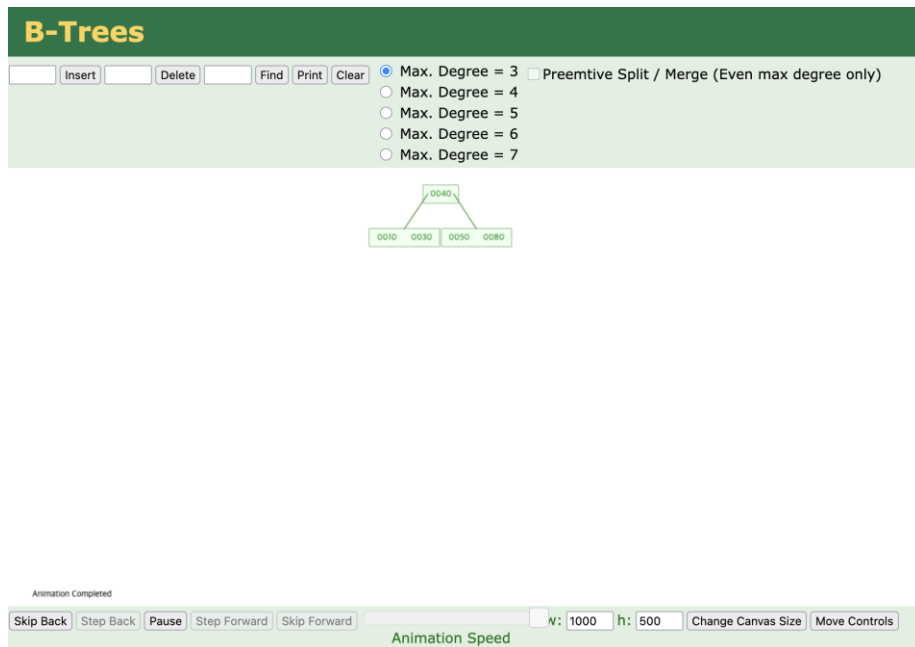 B-Trees
Insert Delete Find Print Clear Max. Degree = 3 Preemtive Split / Merge (Even max degree only)
Max. Degree = 4
Max. Degree = 5
Max. Degree = 6
Max. Degree = 7
0040
0010 0030 0050 0080
Animation Completed
Skip Back Step Back Pause Step Forward Skip Forward w: 1000 h: 500 Change Canvas Size Move Controls
Animation Speed